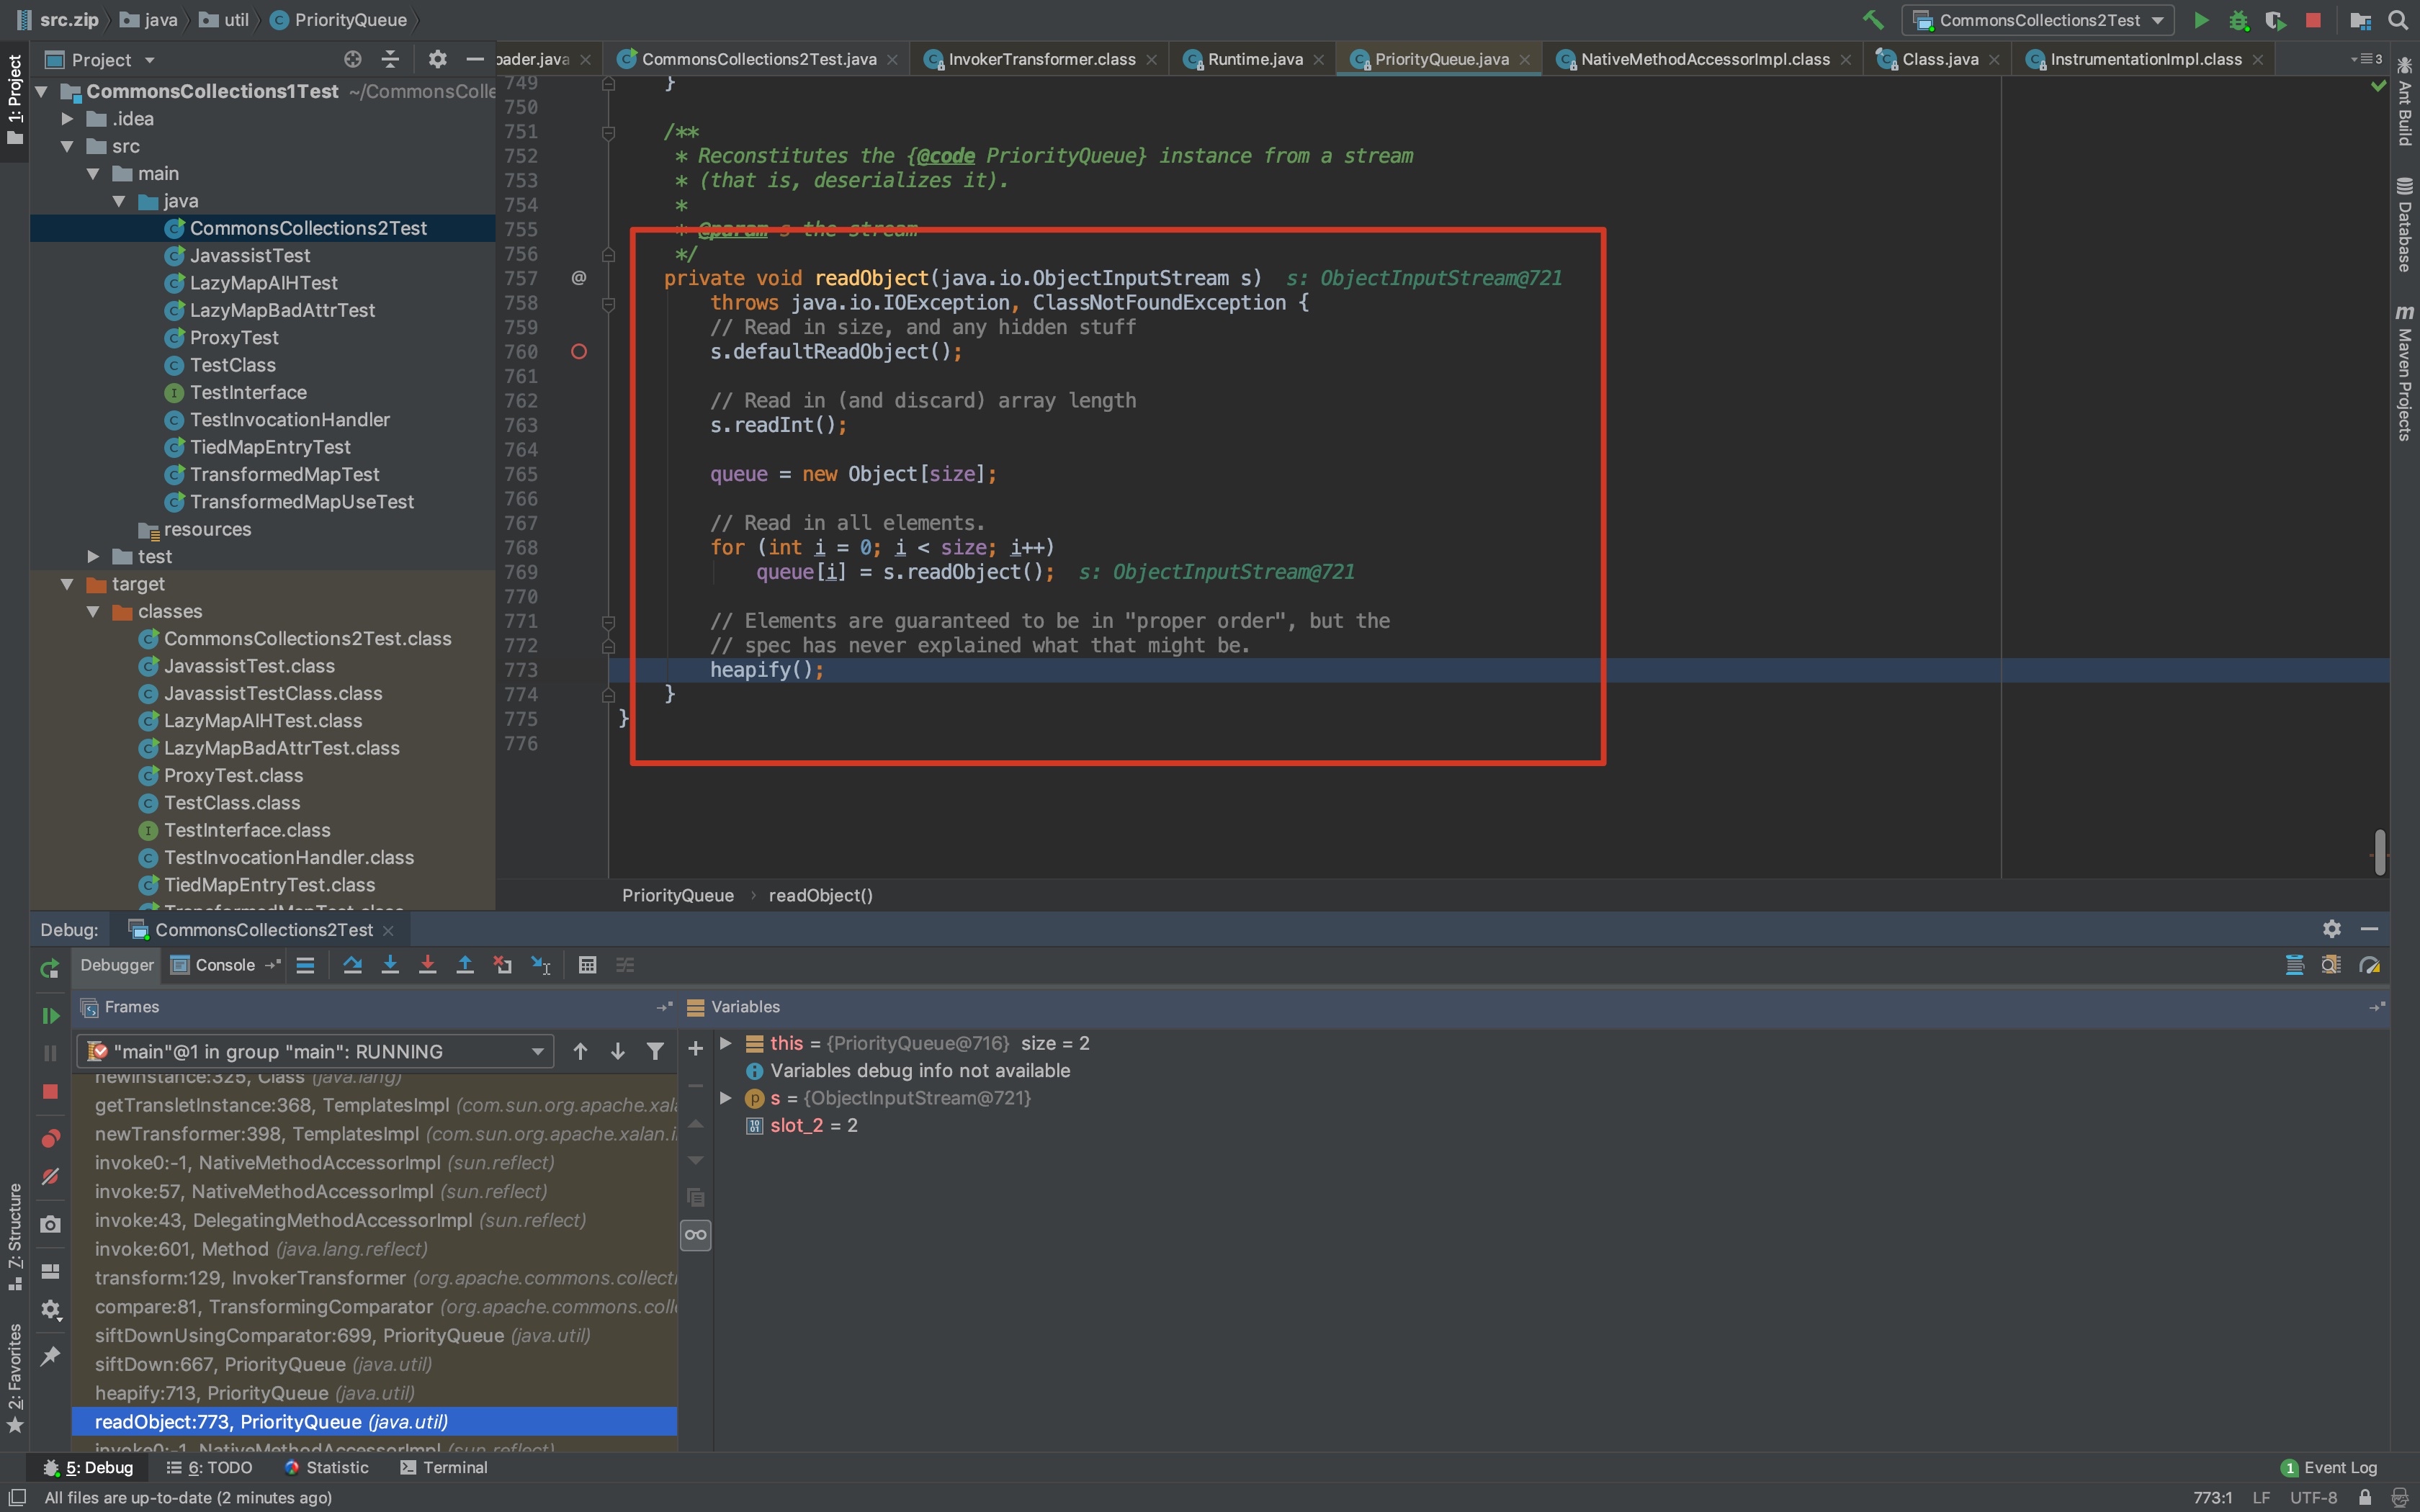 src.zip java util PriorityQueue
CommonsCollections2Test
Project
ader.java
CommonsCollections2Test.java
InvokerTransformer.class
Runtime.java
PriorityQueue.java
NativeMethodAccessorImpl.class
Class.java
InstrumentationImpl.class
3
1: Project
CommonsCollections1Test ~/CommonsColle
.idea
src
main
java
CommonsCollections2Test
JavassistTest
LazyMapAIHTest
LazyMapBadAttrTest
ProxyTest
TestClass
TestInterface
TestInvocationHandler
TiedMapEntryTest
TransformedMapTest
TransformedMapUseTest
resources
test
target
classes
CommonsCollections2Test.class
JavassistTest.class
JavassistTestClass.class
LazyMapAIHTest.class
LazyMapBadAttrTest.class
ProxyTest.class
TestClass.class
TestInterface.class
TestInvocationHandler.class
TiedMapEntryTest.class
TransformedMapTest.class
749 }
750
751 /**
752 * Reconstitutes the {@code PriorityQueue} instance from a stream
753 * (that is, deserializes it).
754 *
755 * @param s the stream
756 */
757 @ private void readObject(java.io.ObjectInputStream s) s: ObjectInputStream@721
758 throws java.io.IOException, ClassNotFoundException {
759 // Read in size, and any hidden stuff
760 s.defaultReadObject();
761
762 // Read in (and discard) array length
763 s.readInt();
764
765 queue = new Object[size];
766
767 // Read in all elements.
768 for (int i = 0; i < size; i++)
769 queue[i] = s.readObject(); s: ObjectInputStream@721
770
771 // Elements are guaranteed to be in "proper order", but the
772 // spec has never explained what that might be.
773 heapify();
774 }
775 }
776
PriorityQueue › readObject()
Ant Build
Database
Maven Projects
Debug: CommonsCollections2Test
Debugger Console
Frames
Variables
"main"@1 in group "main": RUNNING
newInstance:325, Class (java.lang)
getTransletInstance:368, TemplatesImpl (com.sun.org.apache.xala
newTransformer:398, TemplatesImpl (com.sun.org.apache.xalan.i
invoke0:-1, NativeMethodAccessorImpl (sun.reflect)
invoke:57, NativeMethodAccessorImpl (sun.reflect)
invoke:43, DelegatingMethodAccessorImpl (sun.reflect)
invoke:601, Method (java.lang.reflect)
transform:129, InvokerTransformer (org.apache.commons.collecti
compare:81, TransformingComparator (org.apache.commons.colle
siftDownUsingComparator:699, PriorityQueue (java.util)
siftDown:667, PriorityQueue (java.util)
heapify:713, PriorityQueue (java.util)
readObject:773, PriorityQueue (java.util)
invoke0:-1, NativeMethodAccessorImpl (sun.reflect)
this = {PriorityQueue@716} size = 2
Variables debug info not available
s = {ObjectInputStream@721}
slot_2 = 2
7: Structure
2: Favorites
5: Debug 6: TODO Statistic Terminal
1 Event Log
All files are up-to-date (2 minutes ago)
773:1 LF UTF-8